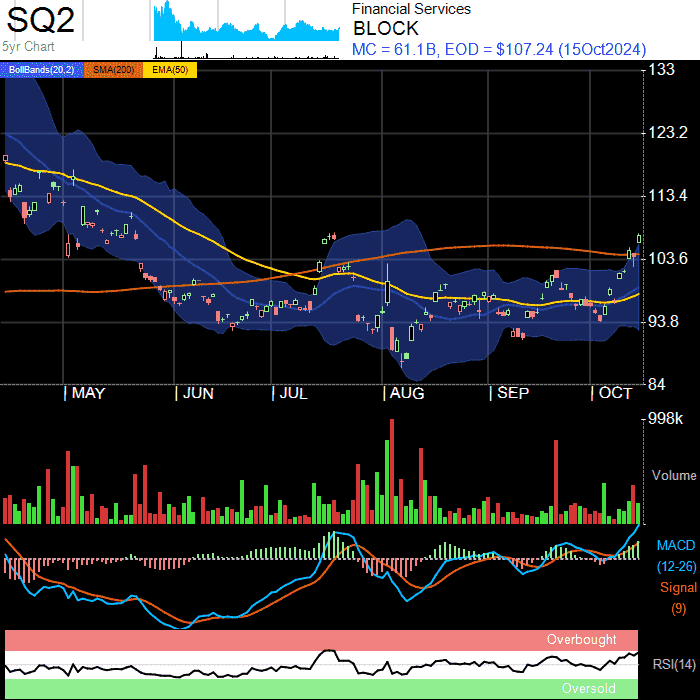 SQ2
5yr Chart
Financial Services
BLOCK
MC = 61.1B, EOD = $107.24 (15Oct2024)
BollBands(20,2) SMA(200) EMA(50)
133
123.2
113.4
103.6
93.8
84
MAY JUN JUL AUG SEP OCT
998k
Volume
MACD
(12-26)
Signal
(9)
Overbought
RSI(14)
Oversold